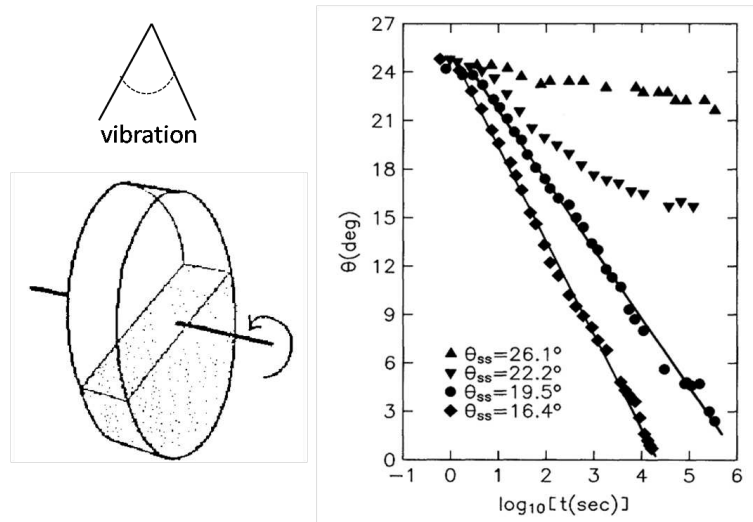 vibration
27
24
21
18
15
12
9
6
3
0
θ(deg)
▲ θss=26.1°
▼ θss=22.2°
● θss=19.5°
◆ θss=16.4°
−1 0 1 2 3 4 5 6
log10[t(sec)]